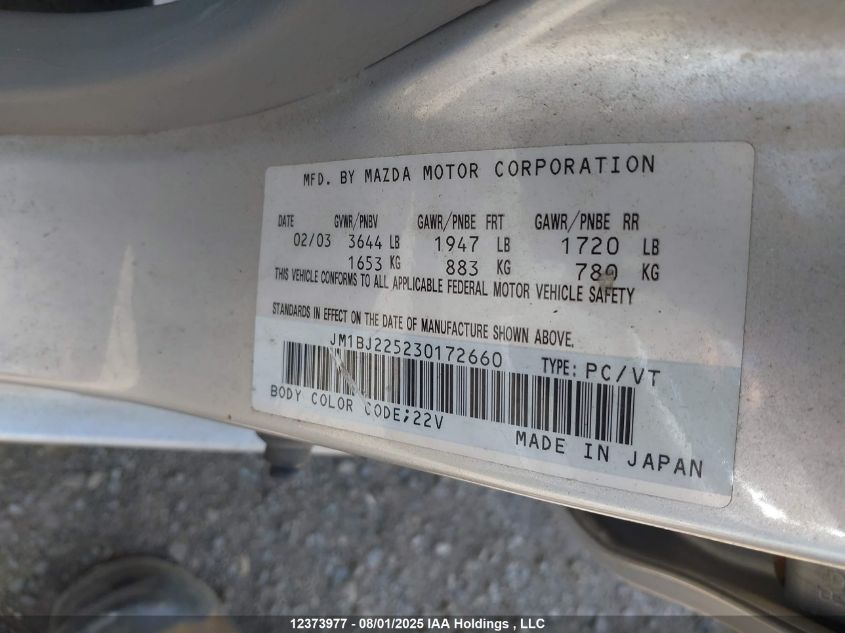 MFD. BY MAZDA MOTOR CORPORATION
DATE GVWR/PNBV GAWR/PNBE FRT GAWR/PNBE RR
02/03 3644 LB 1947 LB 1720 LB
1653 KG 883 KG 780 KG
THIS VEHICLE CONFORMS TO ALL APPLICABLE FEDERAL MOTOR VEHICLE SAFETY
STANDARDS IN EFFECT ON THE DATE OF MANUFACTURE SHOWN ABOVE.
JM1BJ225230172660 TYPE: PC/VT
BODY COLOR CODE;22V
MADE IN JAPAN
12373977 - 08/01/2025 IAA Holdings , LLC